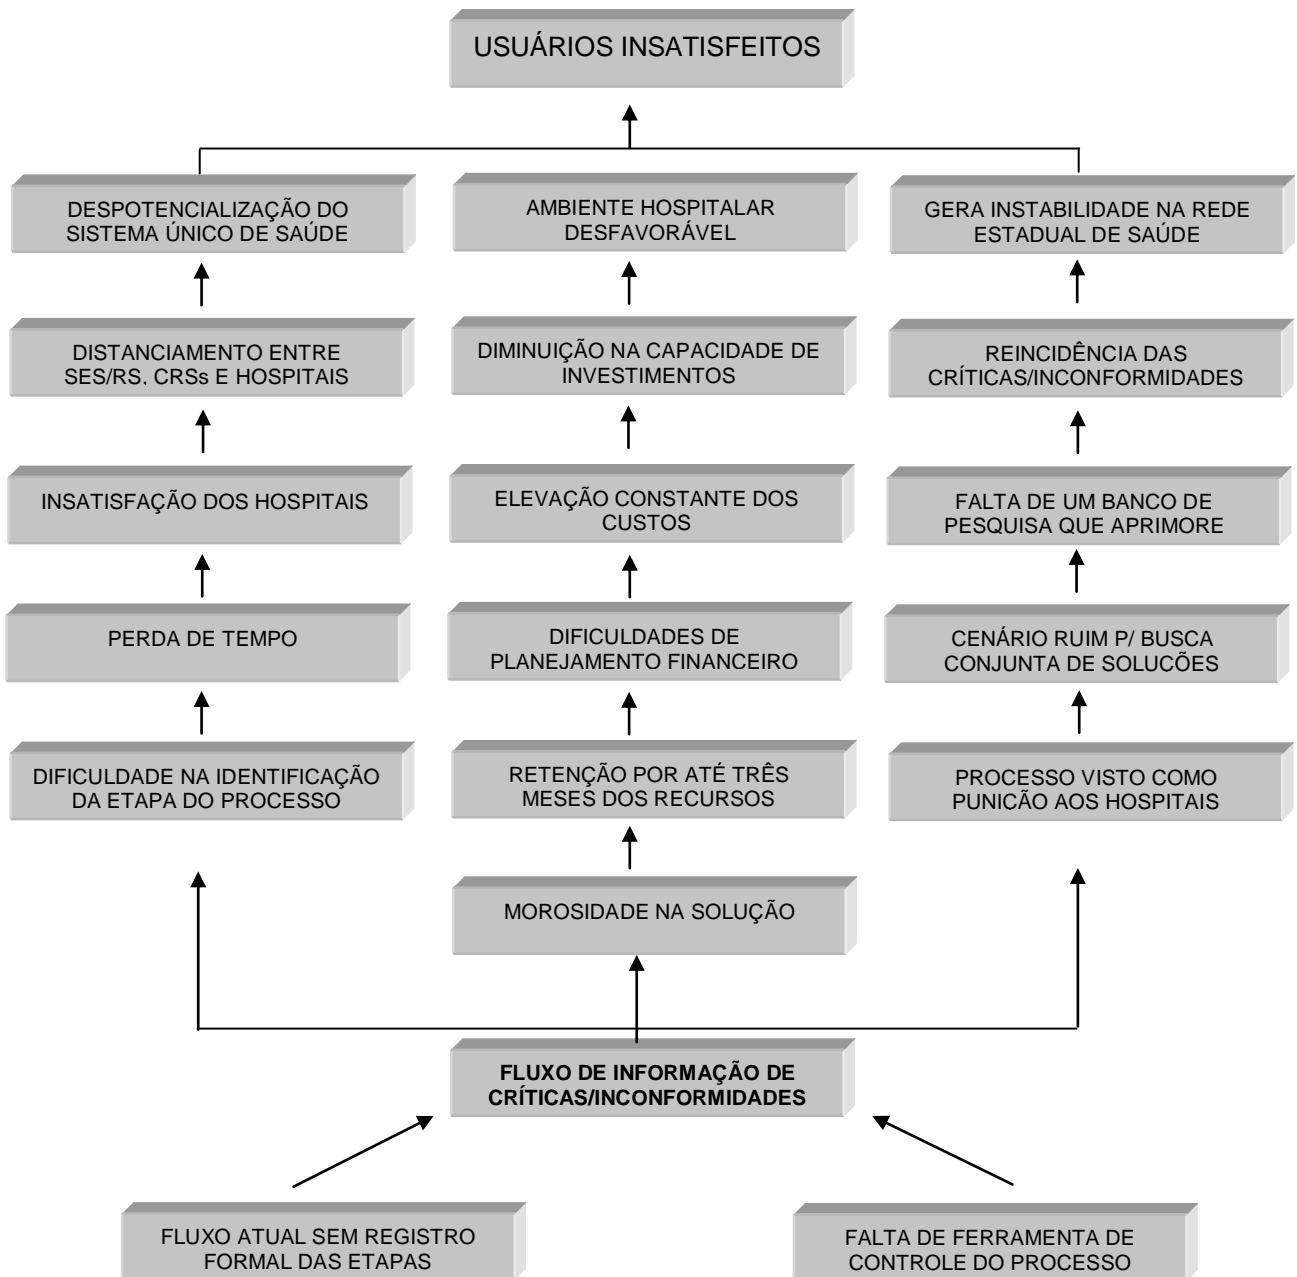 USUÁRIOS INSATISFEITOS
DESPOTENCIALIZAÇÃO DO
SISTEMA ÚNICO DE SAÚDE
AMBIENTE HOSPITALAR
DESFAVORÁVEL
GERA INSTABILIDADE NA REDE
ESTADUAL DE SAÚDE
DISTANCIAMENTO ENTRE
SES/RS, CRSs E HOSPITAIS
DIMINUIÇÃO NA CAPACIDADE DE
INVESTIMENTOS
REINCIDÊNCIA DAS
CRÍTICAS/INCONFORMIDADES
INSATISFAÇÃO DOS HOSPITAIS
ELEVAÇÃO CONSTANTE DOS
CUSTOS
FALTA DE UM BANCO DE
PESQUISA QUE APRIMORE
PERDA DE TEMPO
DIFICULDADES DE
PLANEJAMENTO FINANCEIRO
CENÁRIO RUIM P/ BUSCA
CONJUNTA DE SOLUÇÕES
DIFICULDADE NA IDENTIFICAÇÃO
DA ETAPA DO PROCESSO
RETENÇÃO POR ATÉ TRÊS
MESES DOS RECURSOS
PROCESSO VISTO COMO
PUNIÇÃO AOS HOSPITAIS
MOROSIDADE NA SOLUÇÃO
FLUXO DE INFORMAÇÃO DE
CRÍTICAS/INCONFORMIDADES
FLUXO ATUAL SEM REGISTRO
FORMAL DAS ETAPAS
FALTA DE FERRAMENTA DE
CONTROLE DO PROCESSO